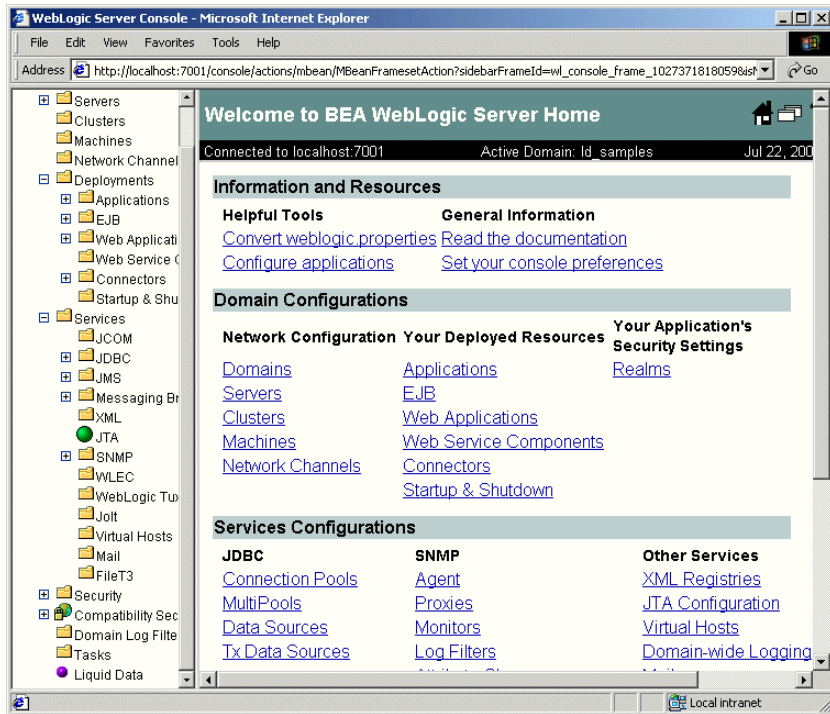 WebLogic Server Console - Microsoft Internet Explorer
File Edit View Favorites Tools Help
Address http://localhost:7001/console/actions/mbean/MBeanFramesetAction?sidebarFrameId=wl_console_frame_1027371818059&isM Go
Servers
Clusters
Machines
Network Channel
Deployments
Applications
EJB
Web Applicati
Web Service C
Connectors
Startup & Shu
Services
JCOM
JDBC
JMS
Messaging Br
XML
JTA
SNMP
WLEC
WebLogic Tux
Jolt
Virtual Hosts
Mail
FileT3
Security
Compatibility Sec
Domain Log Filte
Tasks
Liquid Data
Welcome to BEA WebLogic Server Home
Connected to localhost:7001 Active Domain: ld_samples Jul 22, 200
Information and Resources
Helpful Tools General Information
Convert weblogic.properties Read the documentation
Configure applications Set your console preferences
Domain Configurations
Network Configuration Your Deployed Resources Your Application's Security Settings
Domains Applications Realms
Servers EJB
Clusters Web Applications
Machines Web Service Components
Network Channels Connectors
Startup & Shutdown
Services Configurations
JDBC SNMP Other Services
Connection Pools Agent XML Registries
MultiPools Proxies JTA Configuration
Data Sources Monitors Virtual Hosts
Tx Data Sources Log Filters Domain-wide Logging
Local intranet